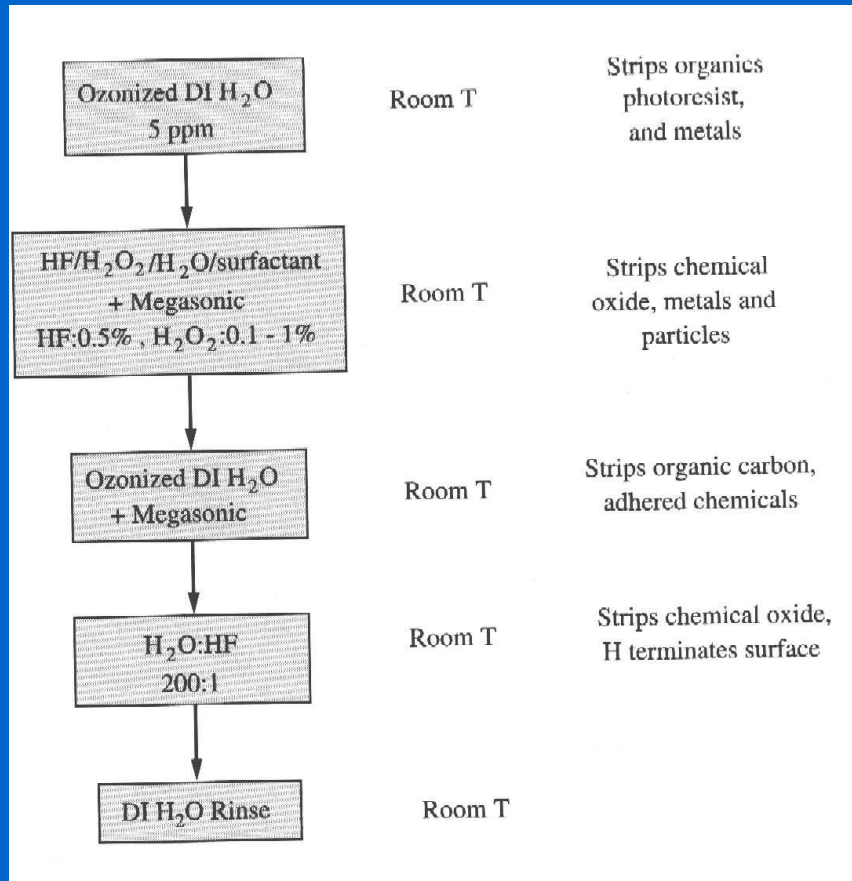 Ozonized DI H₂O
5 ppm
Room T
Strips organics
photoresist,
and metals
HF/H₂O₂/H₂O/surfactant
+ Megasonic
HF:0.5% , H₂O₂:0.1 - 1%
Room T
Strips chemical
oxide, metals and
particles
Ozonized DI H₂O
+ Megasonic
Room T
Strips organic carbon,
adhered chemicals
H₂O:HF
200:1
Room T
Strips chemical oxide,
H terminates surface
DI H₂O Rinse
Room T